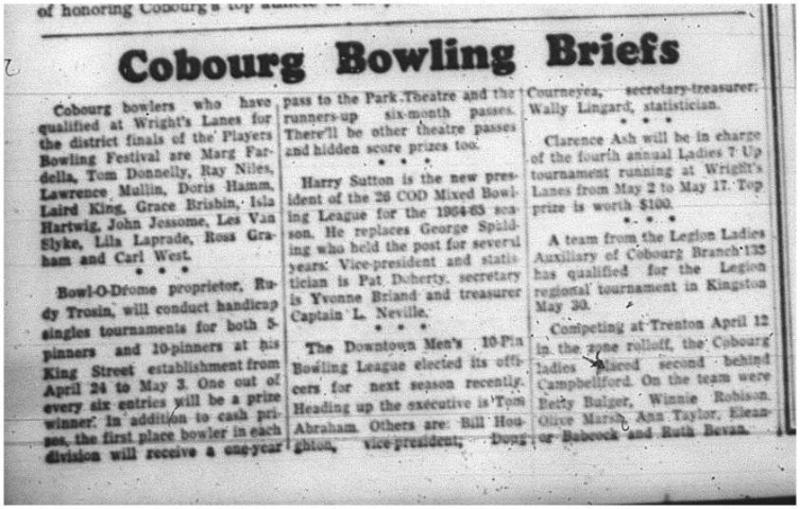 of honoring Cobourg's top
Cobourg Bowling Briefs
Cobourg bowlers who have
qualified at Wright's Lanes for
the district finals of the Players
Bowling Festival are Marg Far-
della, Tom Donnelly, Ray Niles,
Lawrence Mullin, Doris Hamm,
Laird King, Grace Brisbin, Isla
Hartwig, John Jessome, Les Van
Slyke, Lila Laprade, Ross Gra-
ham and Carl West.
* * *
Bowl-O-Drome proprietor, Ru-
dy Trosin, will conduct handicap
singles tournaments for both 5-
pinners and 10-pinners at his
King Street establishment from
April 24 to May 3. One out of
every six entries will be a prize
winner. In addition to cash pri-
zes, the first place bowler in each
division will receive a one-year
pass to the Park Theatre and the
runners-up six-month passes.
There'll be other theatre passes
and hidden score prizes too.
* * *
Harry Sutton is the new pres-
ident of the 26 COD Mixed Bowl-
ing League for the 1964-65 sea-
son. He replaces George Spald-
ing who held the post for several
years. Vice-president and statis-
tician is Pat Doherty, secretary
is Yvonne Briand and treasurer
Captain L. Neville.
* * *
The Downtown Men's 10-Pin
Bowling League elected its offi-
cers for next season recently.
Heading up the executive is Tom
Abraham. Others are: Bill Hou-
ghton, vice-president; Doug
Courneyea, secretary-treasurer;
Wally Lingard, statistician.
* * *
Clarence Ash will be in charge
of the fourth annual Ladies 7 Up
tournament running at Wright's
Lanes from May 2 to May 17. Top
prize is worth $100.
* * *
A team from the Legion Ladies
Auxiliary of Cobourg Branch 133
has qualified for the Legion
regional tournament in Kingston
May 30.
Competing at Trenton April 12
in the zone rolloff, the Cobourg
ladies placed second behind
Campbellford. On the team were
Betty Bulger, Winnie Robison,
Olive Marsh, Ann Taylor, Elean-
or Babcock and Ruth Bevan.